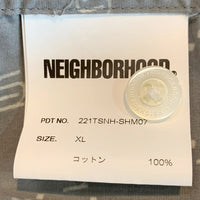 NEIGHBORHOOD.
PDT NO. 221TSNH-SHM07
SIZE. XL
コットン 100%